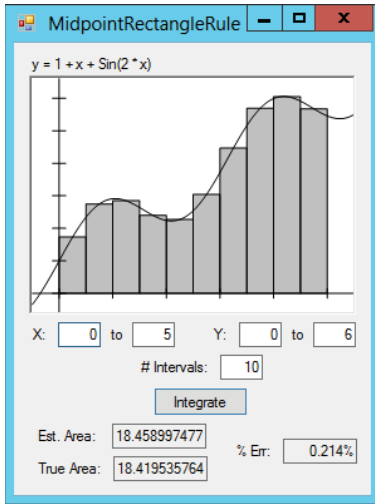 MidpointRectangleRule
y = 1 + x + Sin(2 * x)
X: 0 to 5 Y: 0 to 6
# Intervals: 10
Integrate
Est. Area: 18.458997477
% Err: 0.214%
True Area: 18.419535764